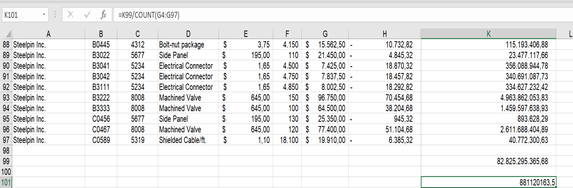 K101 =K99/COUNT(G4:G97)
A B C D E F G H K
88 Steelpin Inc. B0445 4312 Bolt-nut package $ 3,75 4.150 $ 15.562,50 - 10.732,82 115.193.406,88
89 Steelpin Inc. B3022 5677 Side Panel $ 195,00 110 $ 21.450,00 - 4.845,32 23.477.117,66
90 Steelpin Inc. B3041 5234 Electrical Connector $ 1,65 4.500 $ 7.425,00 - 18.870,32 356.088.944,78
91 Steelpin Inc. B3042 5234 Electrical Connector $ 1,65 4.750 $ 7.837,50 - 18.457,82 340.691.087,73
92 Steelpin Inc. B3111 5234 Electrical Connector $ 1,65 4.850 $ 8.002,50 - 18.292,82 334.627.232,42
93 Steelpin Inc. B3222 8008 Machined Valve $ 645,00 150 $ 96.750,00 70.454,68 4.963.862.053,83
94 Steelpin Inc. B3333 8008 Machined Valve $ 645,00 100 $ 64.500,00 38.204,68 1.459.597.638,93
95 Steelpin Inc. C0456 5677 Side Panel $ 195,00 130 $ 25.350,00 - 945,32 893.628,29
96 Steelpin Inc. C0467 8008 Machined Valve $ 645,00 120 $ 77.400,00 51.104,68 2.611.688.404,89
97 Steelpin Inc. C0589 5319 Shielded Cable/ft. $ 1,10 18.100 $ 19.910,00 - 6.385,32 40.772.300,63
98
99 82.825.295.365,68
100
101 881120163,5